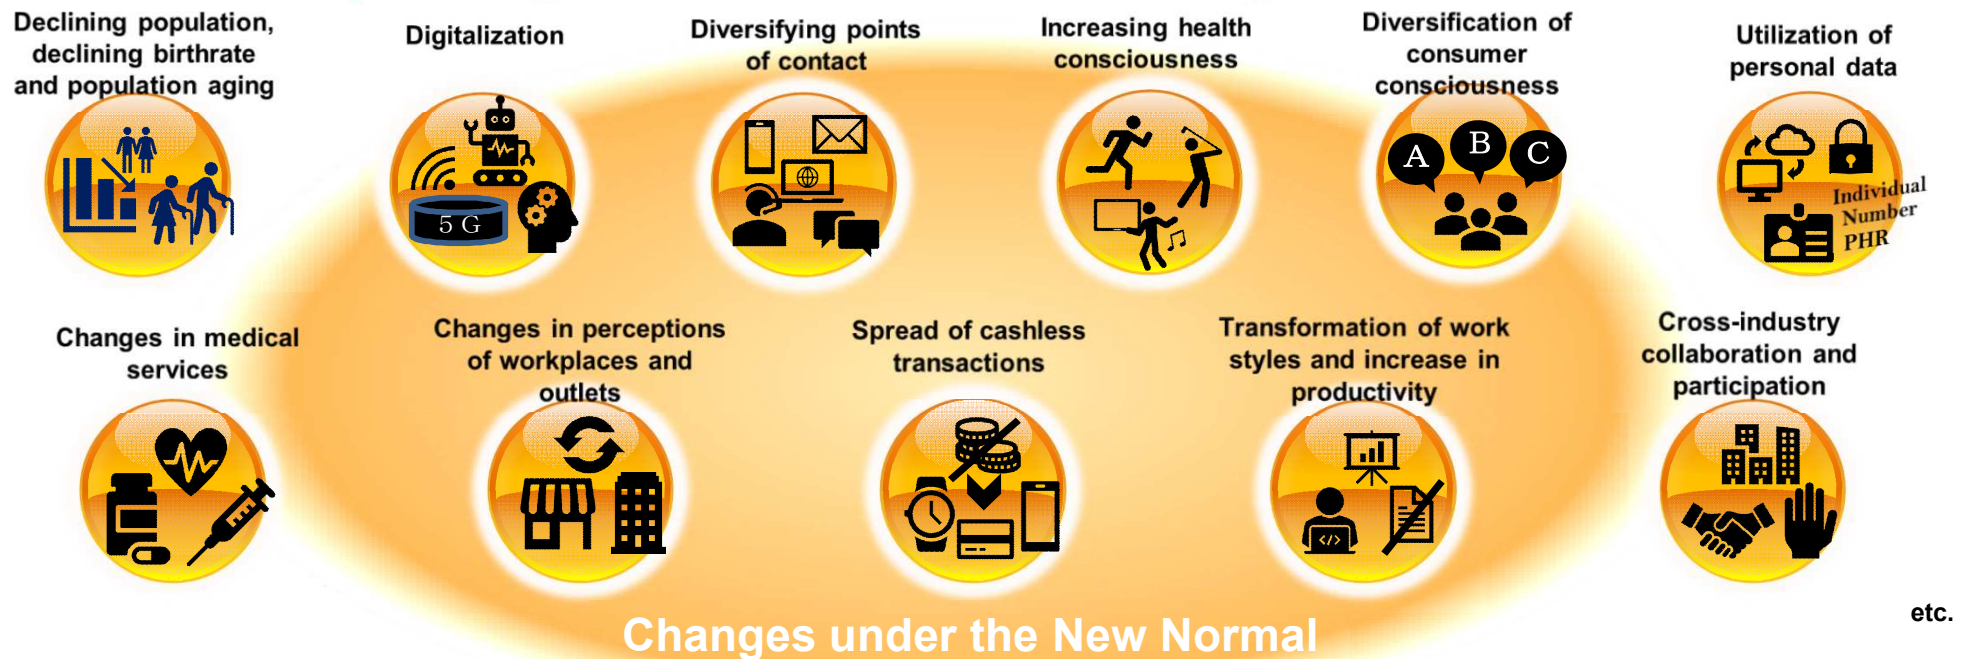 Declining population,
declining birthrate
and population aging
Digitalization
Diversifying points
of contact
Increasing health
consciousness
Diversification of
consumer
consciousness
Utilization of
personal data
5 G
A
B
C
Individual
Number
PHR
Changes in medical
services
Changes in perceptions
of workplaces and
outlets
Spread of cashless
transactions
Transformation of work
styles and increase in
productivity
Cross-industry
collaboration and
participation
</>
etc.
Changes under the New Normal